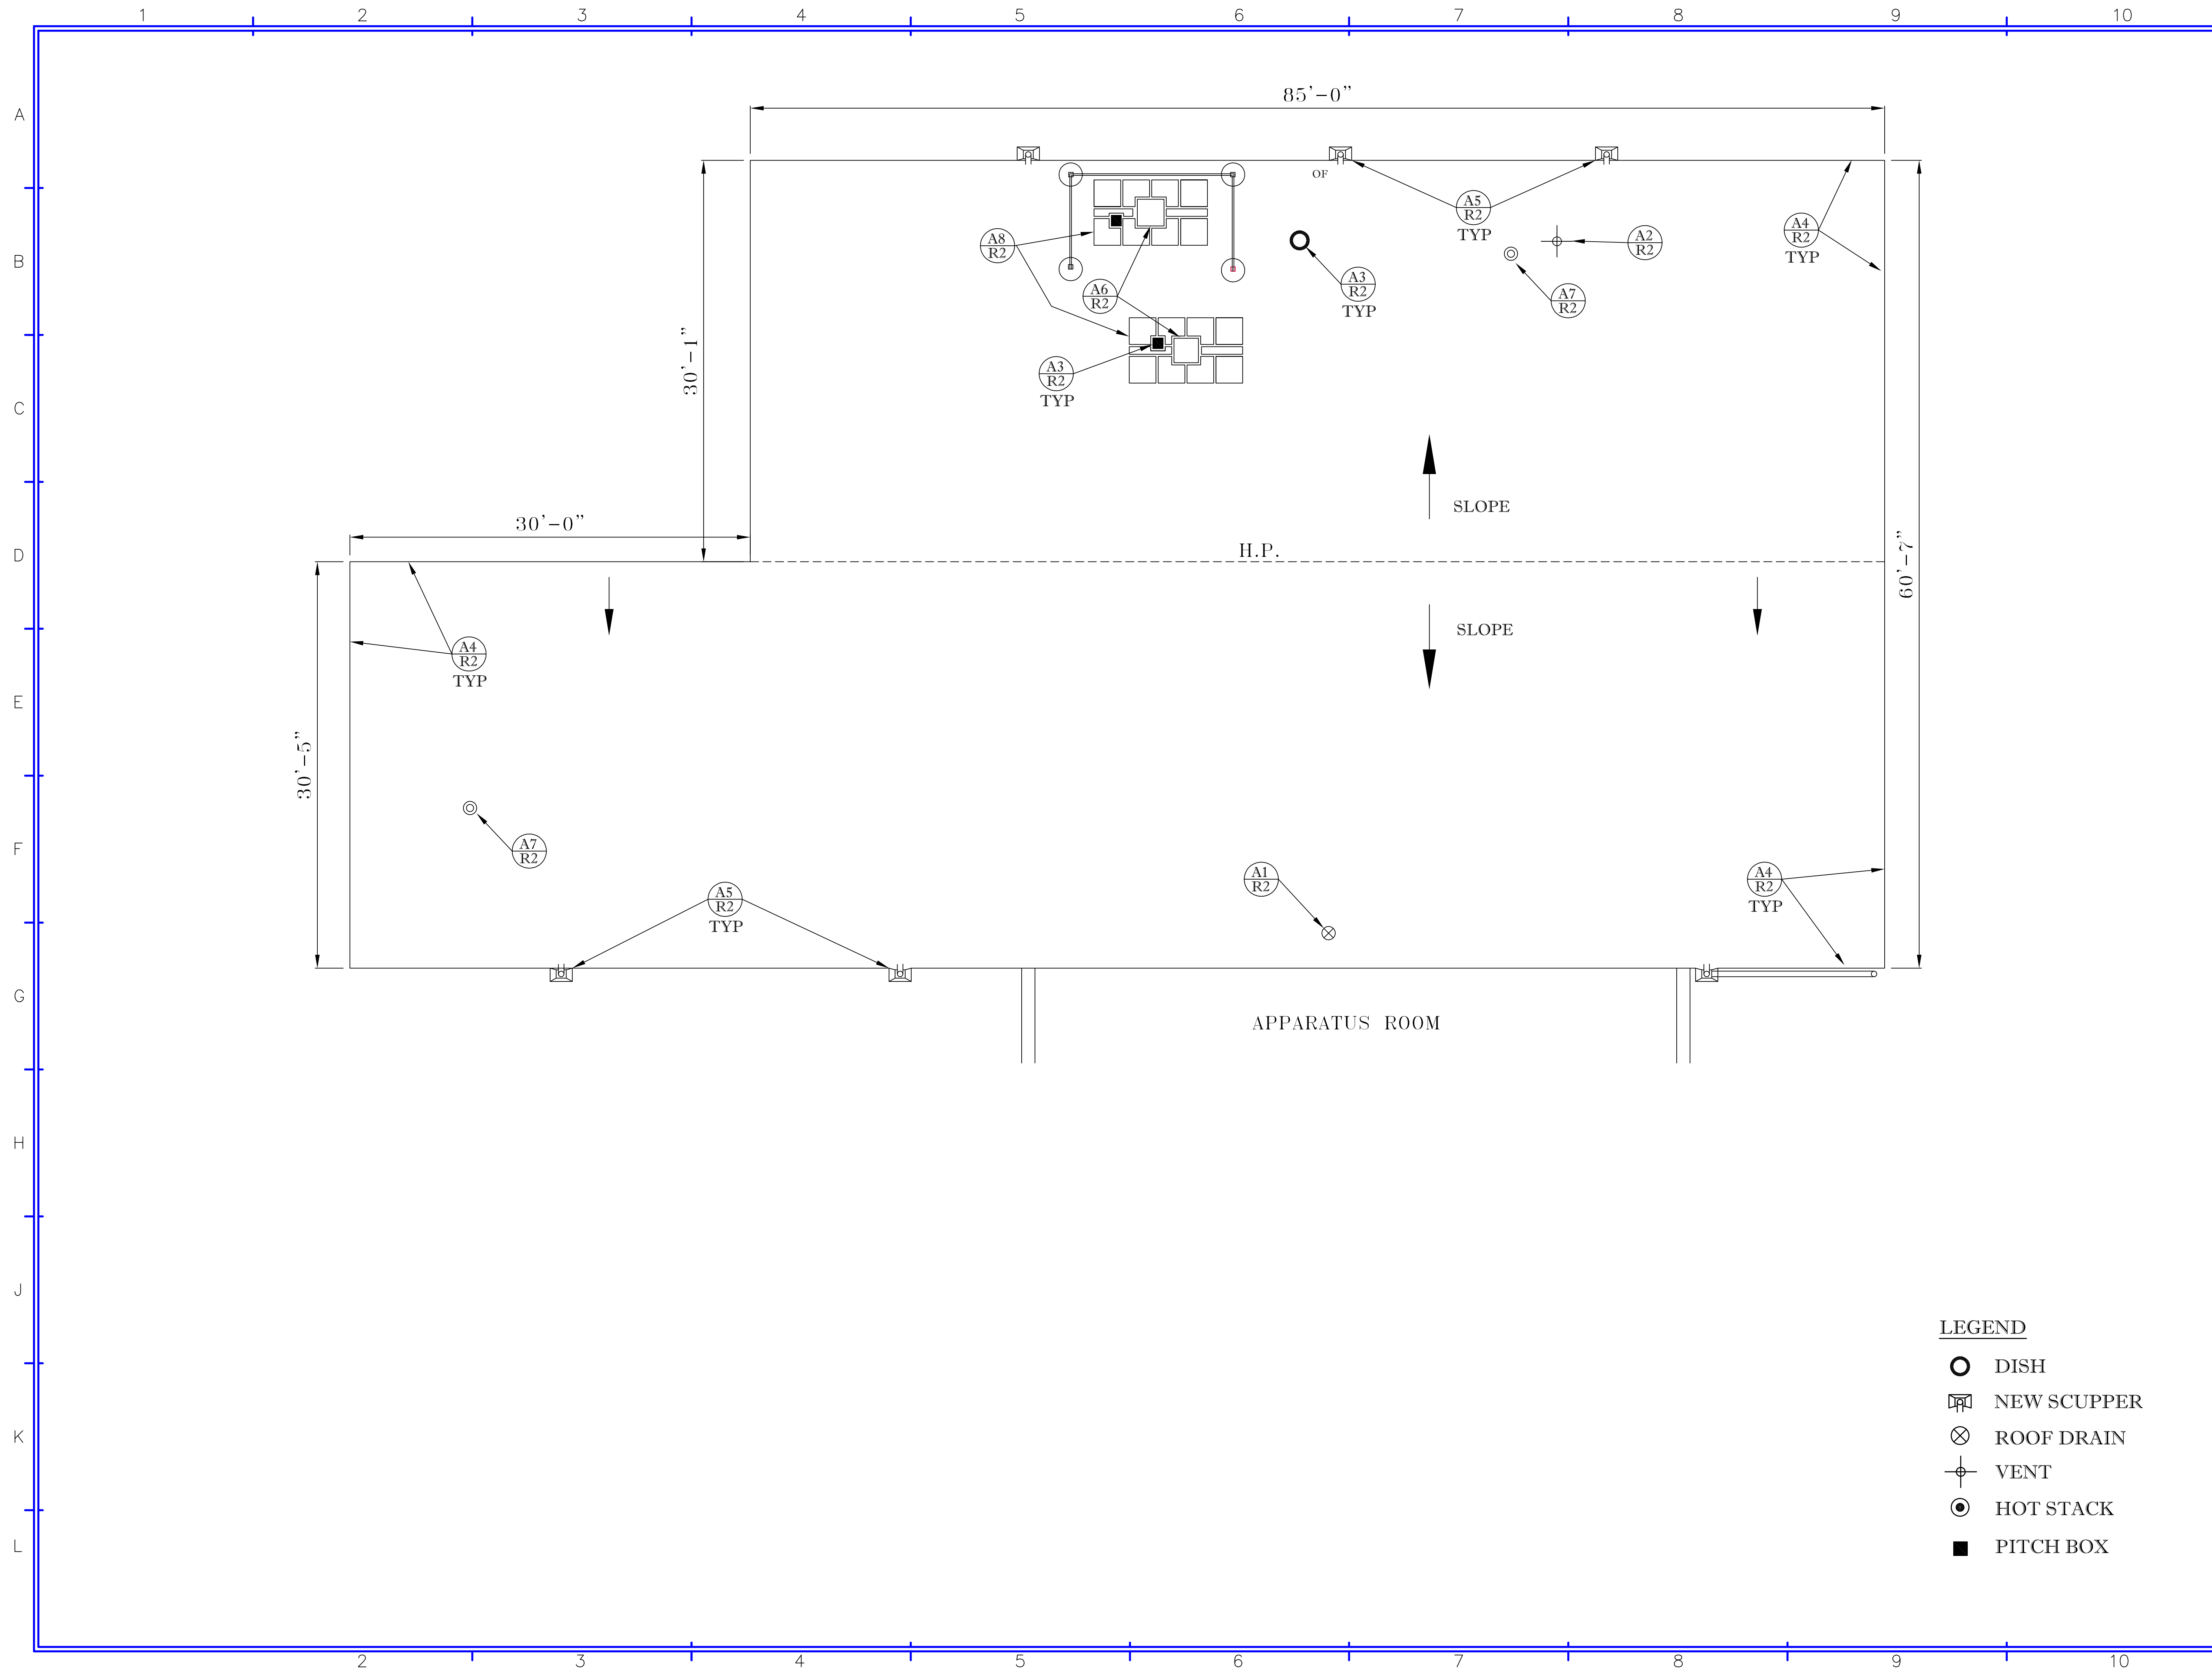 1 2 3 4 5 6 7 8 9 10
A
85'-0"
OF
A5
R2
TYP
A4
R2
TYP
A8
R2
A2
R2
B
A3
R2
TYP
A6
R2
A7
R2
30'-1"
A3
R2
TYP
C
SLOPE
30'-0"
H.P.
D
60'-7"
SLOPE
A4
R2
TYP
E
30'-5"
A7
R2
F
A1
R2
A4
R2
TYP
A5
R2
TYP
G
APPARATUS ROOM
H
J
LEGEND
DISH
NEW SCUPPER
K
ROOF DRAIN
VENT
HOT STACK
L
PITCH BOX
2 3 4 5 6 7 8 9 10